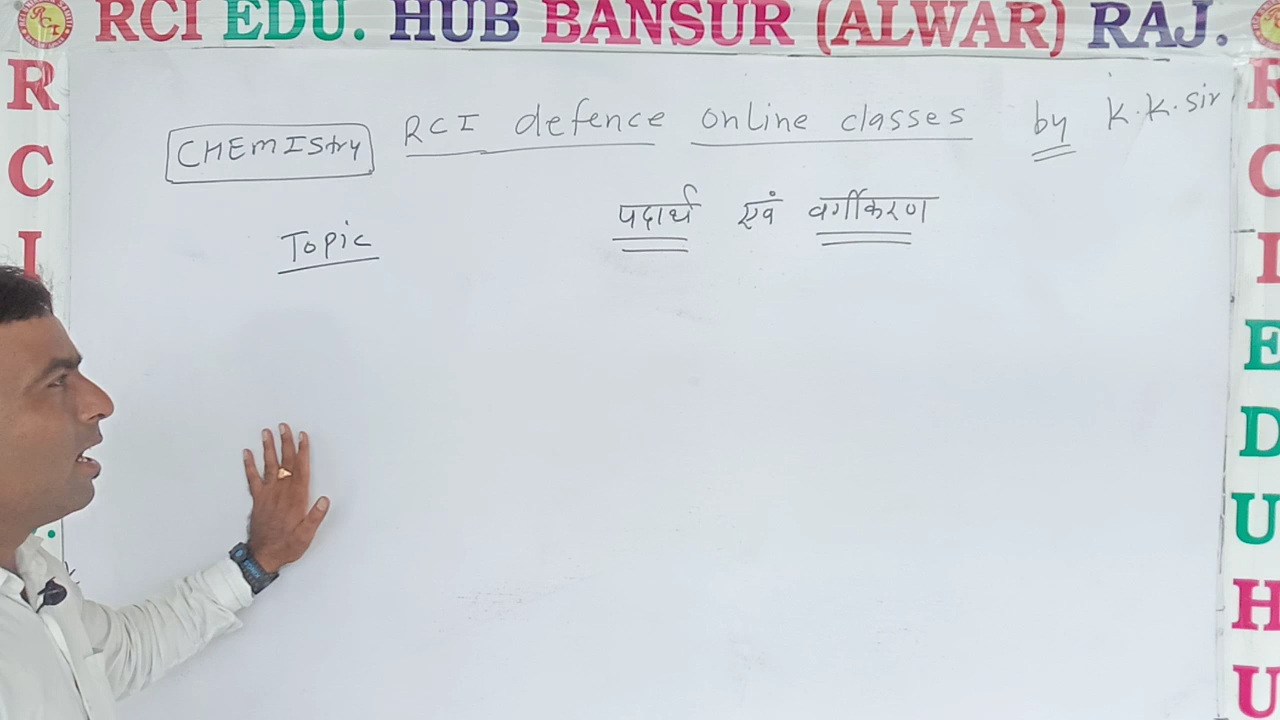 RCI EDU. HUB BANSUR (ALWAR) RAJ.
R
C
I
CHEMIStry RCI defence online classes by K.K.Sir
Topic पदार्थ एवं वर्गीकरण
R
C
I
E
D
U
H
U